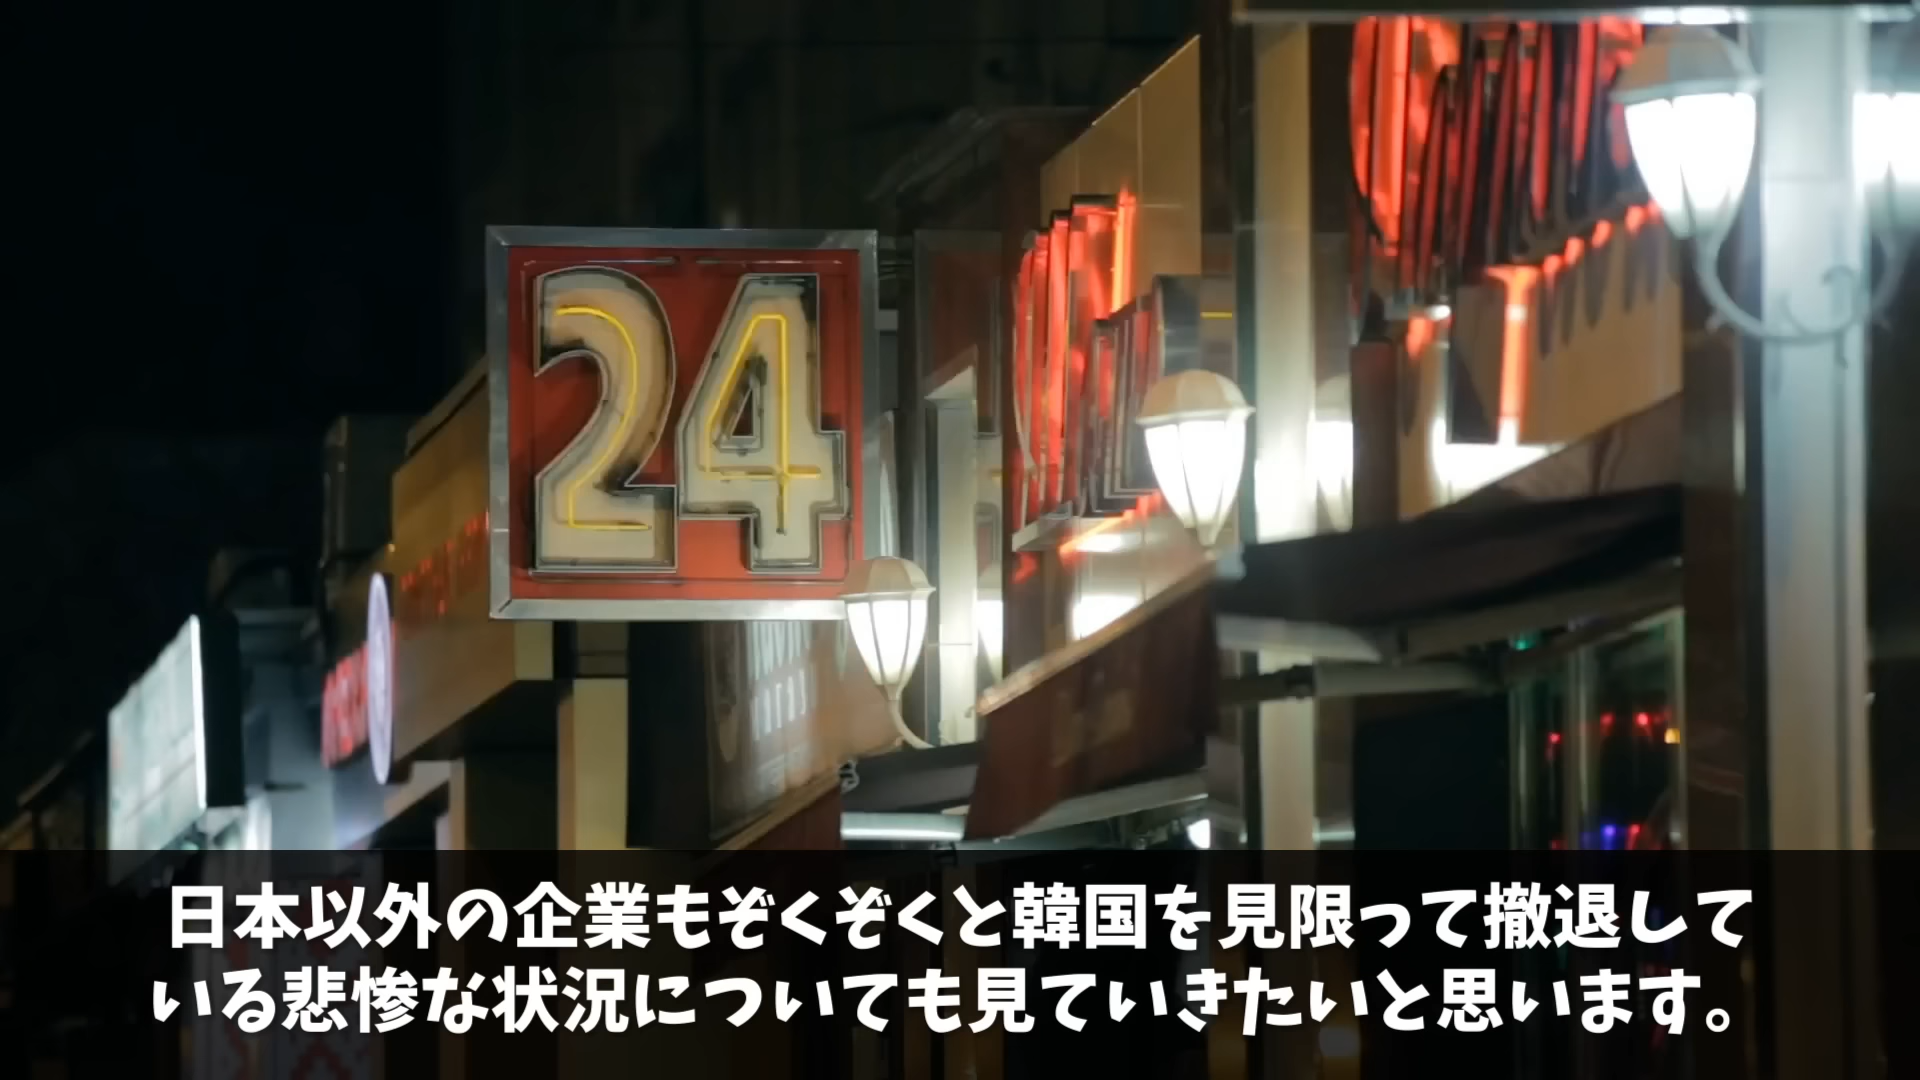 24
日本以外の企業もぞくぞくと韓国を見限って撤退して
いる悲惨な状況についても見ていきたいと思います。